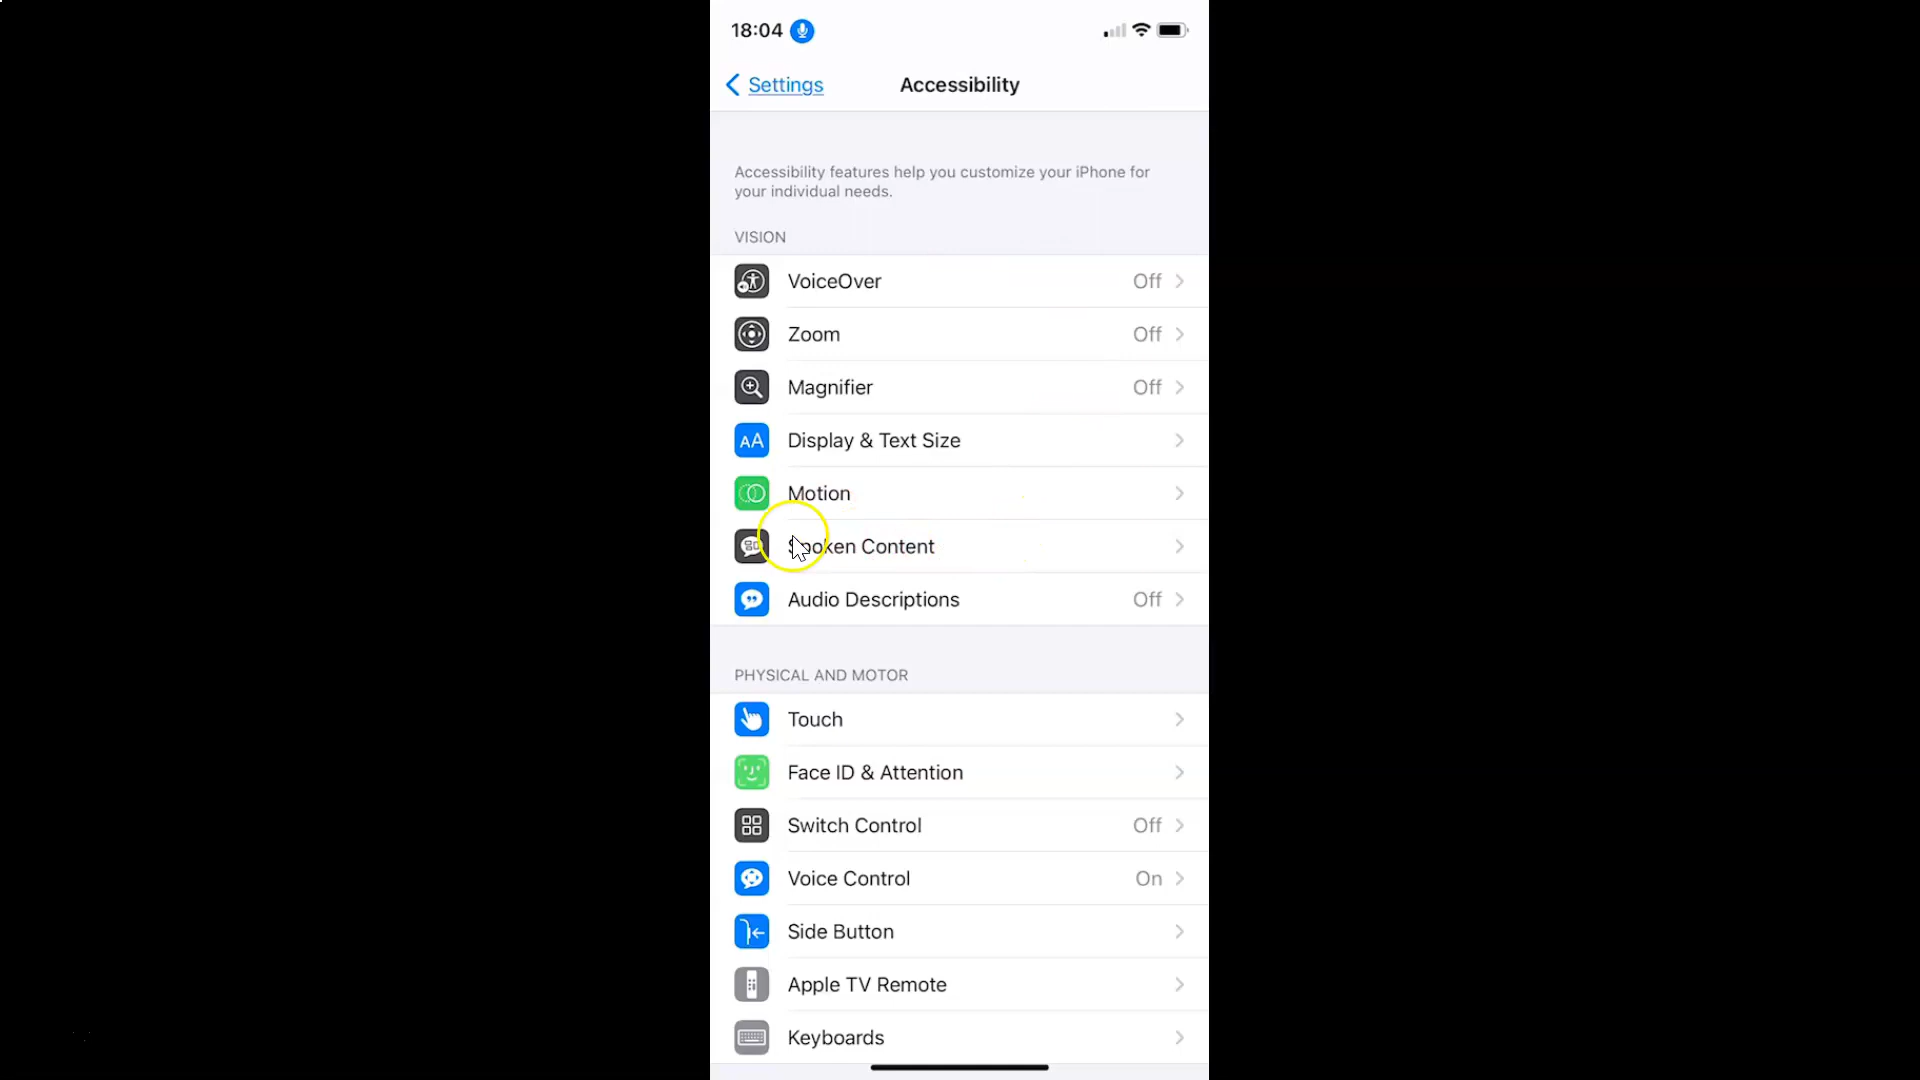 18:04
Settings
Accessibility
Accessibility features help you customize your iPhone for
your individual needs.
VISION
VoiceOver Off
Zoom Off
Magnifier Off
AA Display & Text Size
Motion
Spoken Content
Audio Descriptions Off
PHYSICAL AND MOTOR
Touch
Face ID & Attention
Switch Control Off
Voice Control On
Side Button
Apple TV Remote
Keyboards